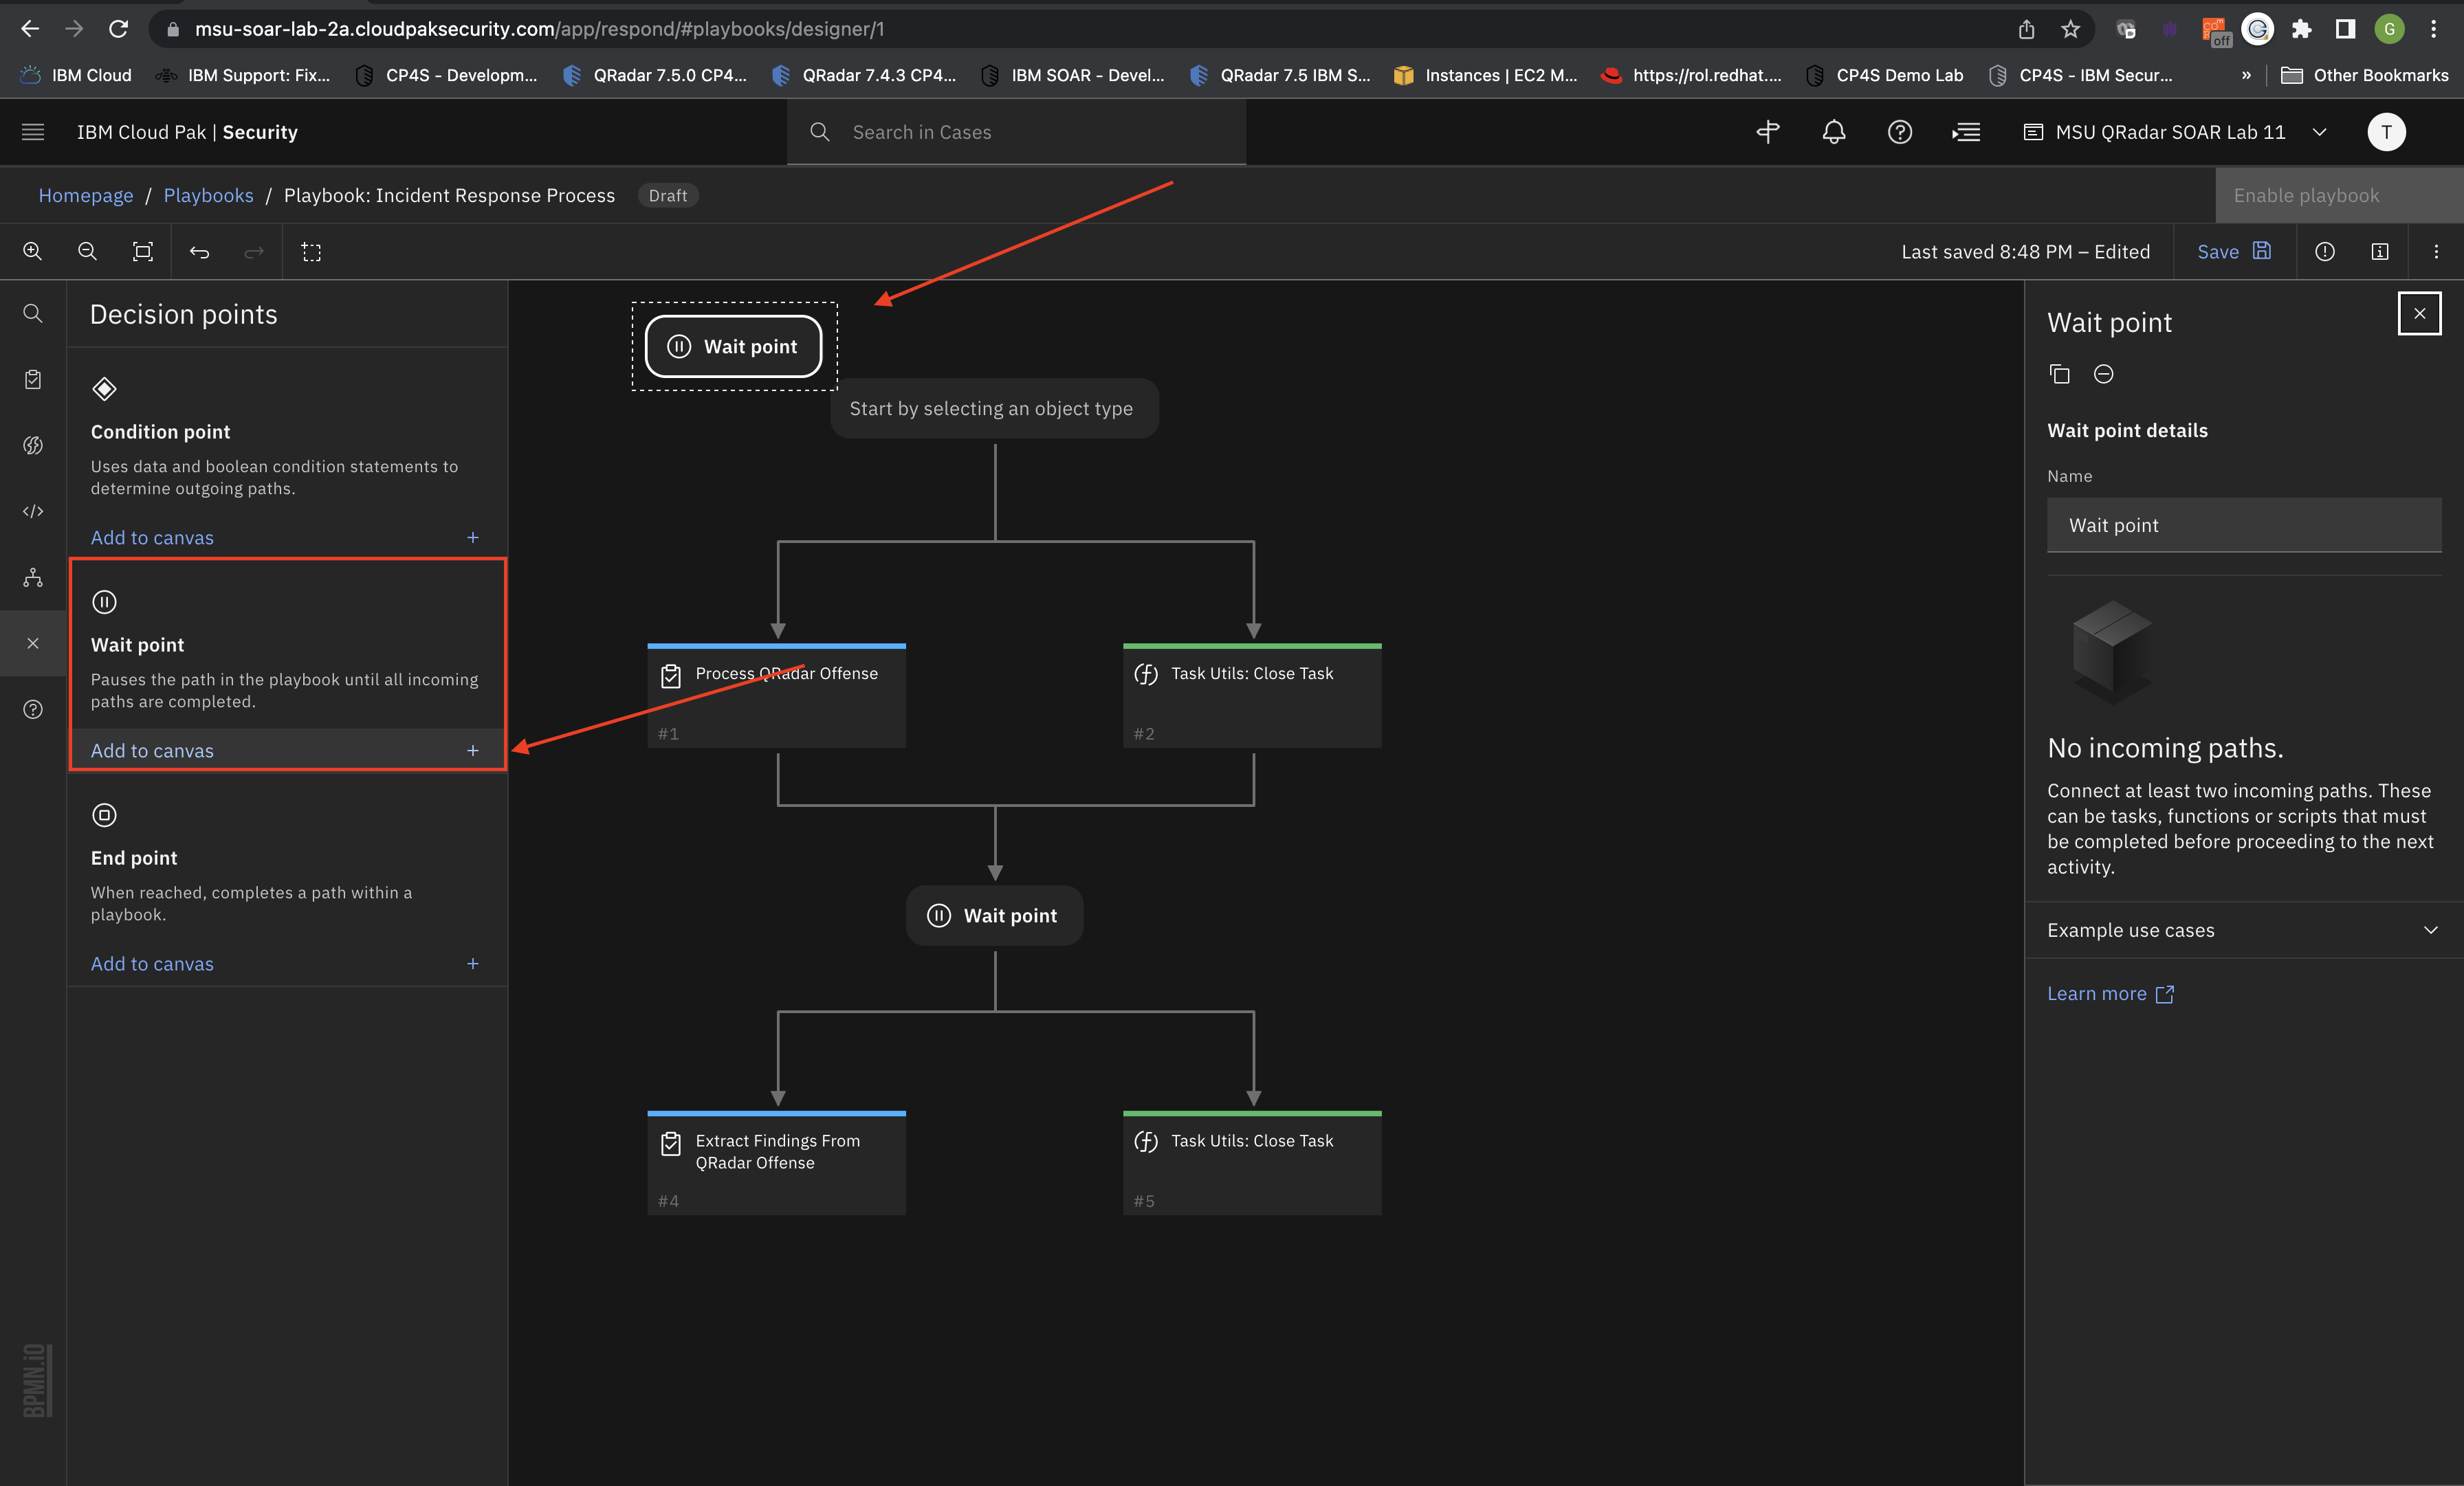 msu-soar-lab-2a.cloudpaksecurity.com/app/respond/#playbooks/designer/1
off
G
IBM Cloud
IBM Support: Fix...
CP4S - Developm...
QRadar 7.5.0 CP4...
QRadar 7.4.3 CP4...
IBM SOAR - Devel...
QRadar 7.5 IBM S...
Instances | EC2 M...
https://rol.redhat....
CP4S Demo Lab
CP4S - IBM Secur...
»
Other Bookmarks
IBM Cloud Pak | Security
Search in Cases
MSU QRadar SOAR Lab 11
T
Homepage / Playbooks / Playbook: Incident Response Process
Draft
Enable playbook
Last saved 8:48 PM – Edited
Save
Decision points
Condition point
Uses data and boolean condition statements to
determine outgoing paths.
Add to canvas +
Wait point
Pauses the path in the playbook until all incoming
paths are completed.
Add to canvas +
End point
When reached, completes a path within a
playbook.
Add to canvas +
BPMN.iO
Wait point
Start by selecting an object type
Process QRadar Offense
#1
Task Utils: Close Task
#2
Wait point
Extract Findings From
QRadar Offense
#4
Task Utils: Close Task
#5
Wait point
Wait point details
Name
Wait point
No incoming paths.
Connect at least two incoming paths. These
can be tasks, functions or scripts that must
be completed before proceeding to the next
activity.
Example use cases
Learn more